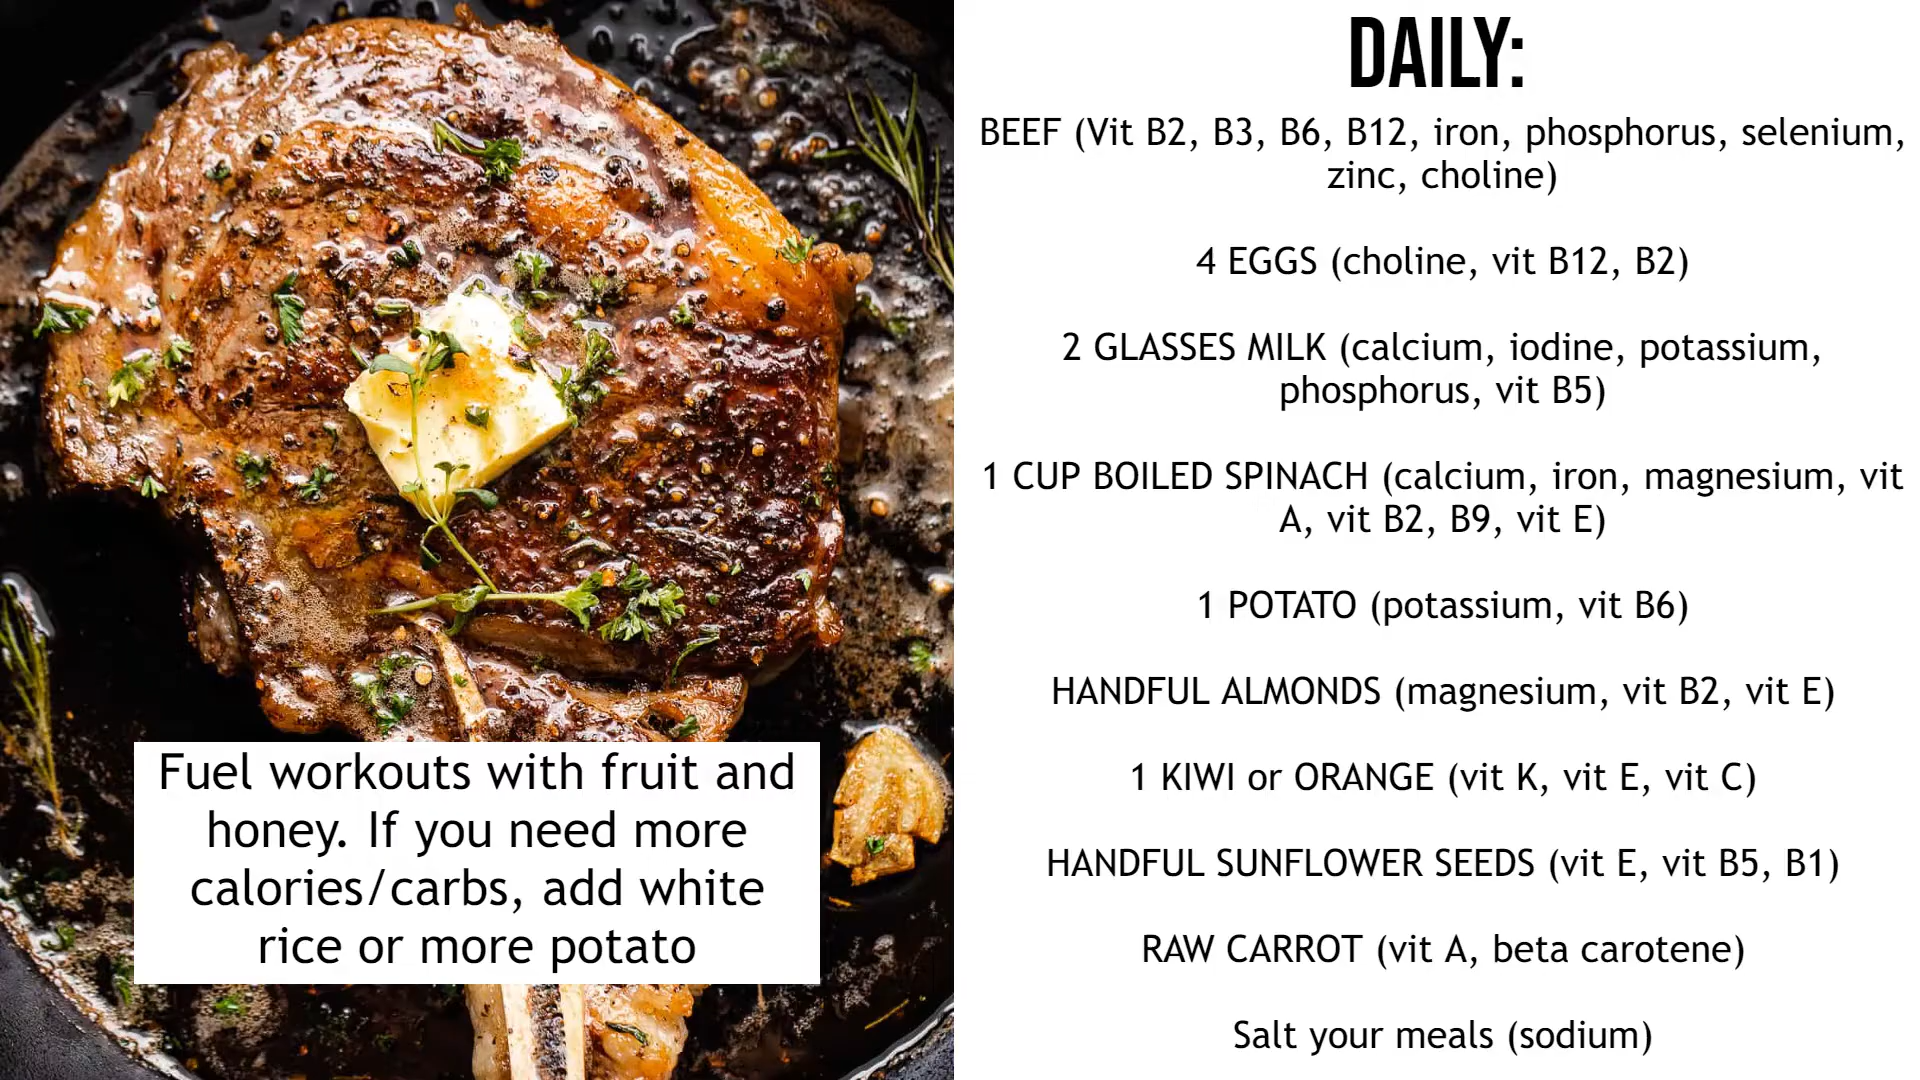 DAILY:
BEEF (Vit B2, B3, B6, B12, iron, phosphorus, selenium,
zinc, choline)
4 EGGS (choline, vit B12, B2)
2 GLASSES MILK (calcium, iodine, potassium,
phosphorus, vit B5)
1 CUP BOILED SPINACH (calcium, iron, magnesium, vit
A, vit B2, B9, vit E)
1 POTATO (potassium, vit B6)
HANDFUL ALMONDS (magnesium, vit B2, vit E)
1 KIWI or ORANGE (vit K, vit E, vit C)
HANDFUL SUNFLOWER SEEDS (vit E, vit B5, B1)
RAW CARROT (vit A, beta carotene)
Salt your meals (sodium)
Fuel workouts with fruit and
honey. If you need more
calories/carbs, add white
rice or more potato